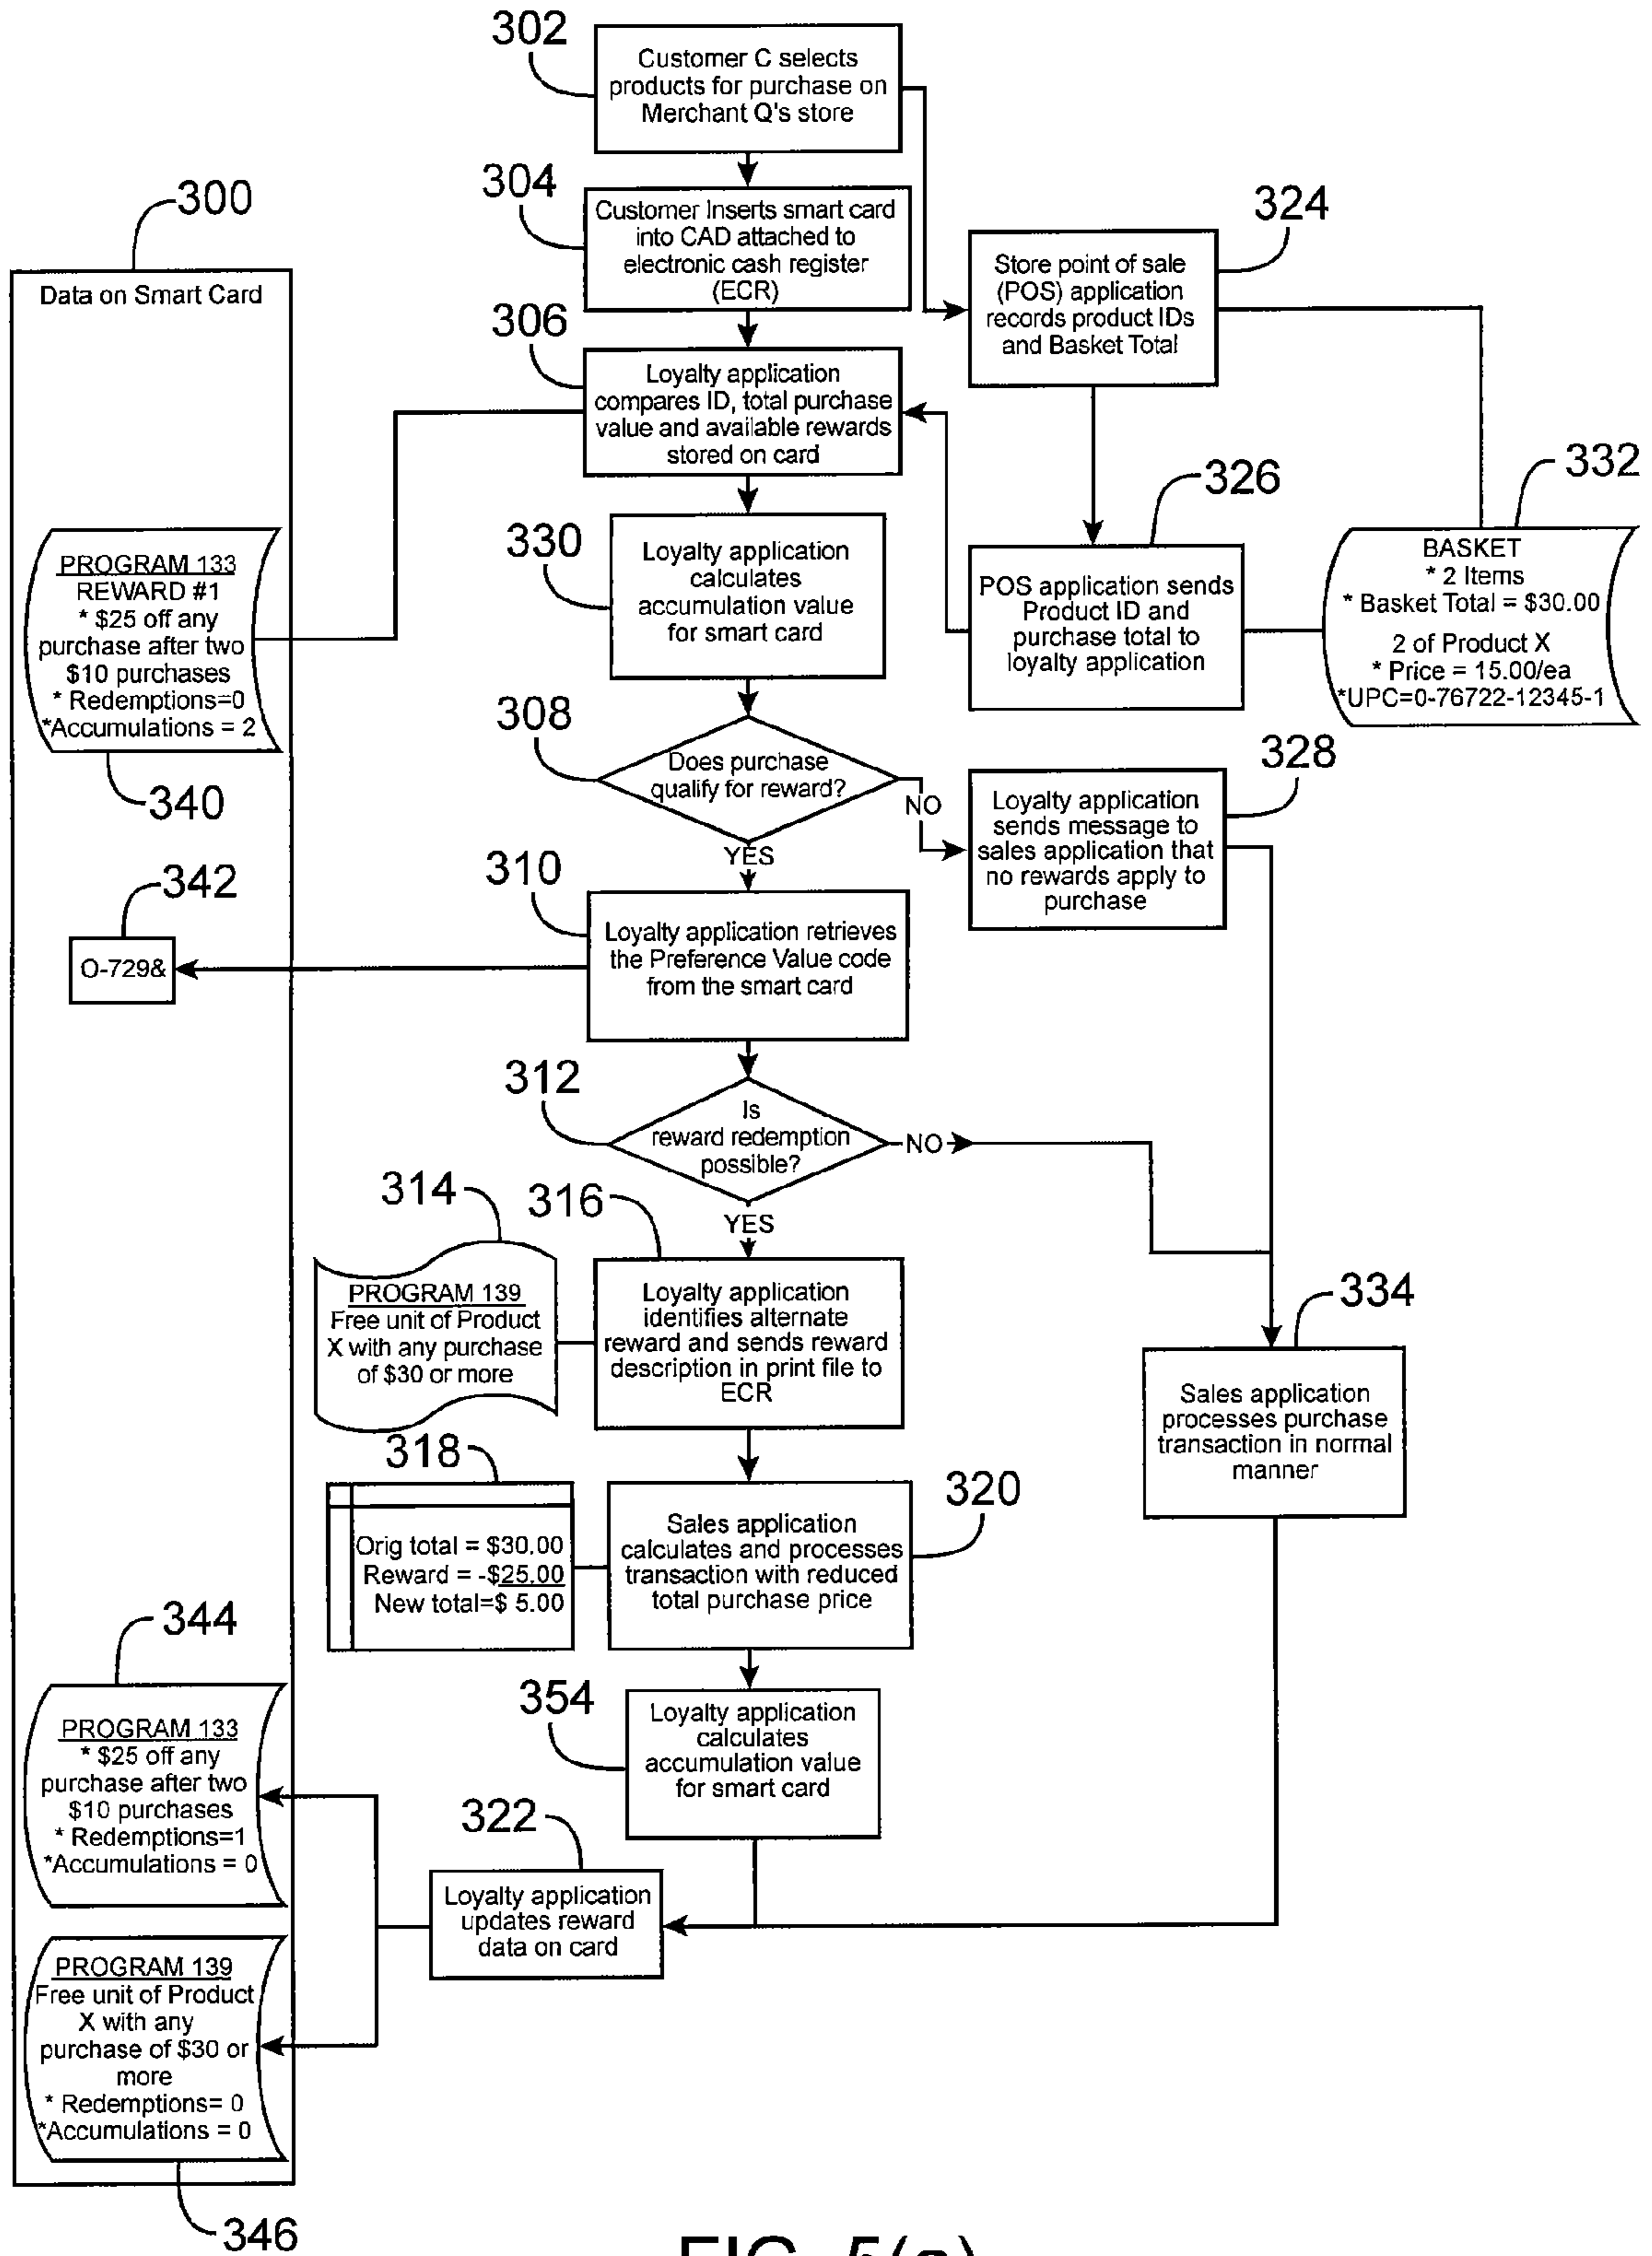 302
Customer C selects
products for purchase on
Merchant Q's store
304
Customer Inserts smart card
into CAD attached to
electronic cash register
(ECR)
300
Data on Smart Card
324
Store point of sale
(POS) application
records product IDs
and Basket Total
306
Loyalty application
compares ID, total purchase
value and available rewards
stored on card
332
BASKET
* 2 Items
* Basket Total = $30.00
2 of Product X
* Price = 15.00/ea
*UPC=0-76722-12345-1
326
POS application sends
Product ID and
purchase total to
loyalty application
330
Loyalty application
calculates
accumulation value
for smart card
PROGRAM 133
REWARD #1
* $25 off any
purchase after two
$10 purchases
* Redemptions=0
*Accumulations = 2
340
308
Does purchase
qualify for reward?
NO
YES
328
Loyalty application
sends message to
sales application that
no rewards apply to
purchase
310
Loyalty application retrieves
the Preference Value code
from the smart card
342
O-729&
312
Is
reward redemption
possible?
NO
YES
314
PROGRAM 139
Free unit of Product
X with any purchase
of $30 or more
316
Loyalty application
identifies alternate
reward and sends reward
description in print file to
ECR
334
Sales application
processes purchase
transaction in normal
manner
318
Orig total = $30.00
Reward = -$25.00
New total=$ 5.00
320
Sales application
calculates and processes
transaction with reduced
total purchase price
344
PROGRAM 133
* $25 off any
purchase after two
$10 purchases
* Redemptions=1
*Accumulations = 0
354
Loyalty application
calculates
accumulation value
for smart card
322
Loyalty application
updates reward
data on card
PROGRAM 139
Free unit of Product
X with any
purchase of $30 or
more
* Redemptions= 0
*Accumulations = 0
346
FIG. 5(a)